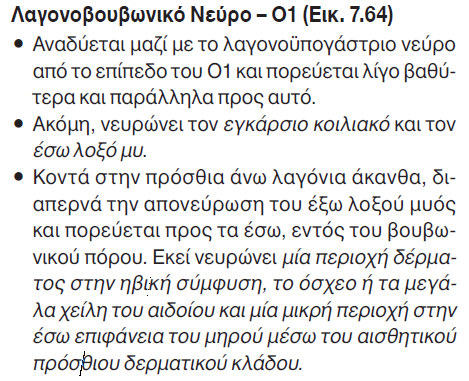 Λαγονοβουβωνικό Νεύρο – Ο1 (Εικ. 7.64)
• Αναδύεται μαζί με το λαγονοϋπογάστριο νεύρο
από το επίπεδο του Ο1 και πορεύεται λίγο βαθύ-
τερα και παράλληλα προς αυτό.
• Ακόμη, νευρώνει τον εγκάρσιο κοιλιακό και τον
έσω λοξό μυ.
• Κοντά στην πρόσθια άνω λαγόνια άκανθα, δι-
απερνά την απονεύρωση του έξω λοξού μυός
και πορεύεται προς τα έσω, εντός του βουβω-
νικού πόρου. Εκεί νευρώνει μία περιοχή δέρμα-
τος στην ηβική σύμφυση, το όσχεο ή τα μεγά-
λα χείλη του αιδοίου και μία μικρή περιοχή στην
έσω επιφάνεια του μηρού μέσω του αισθητικού
πρόσθιου δερματικού κλάδου.